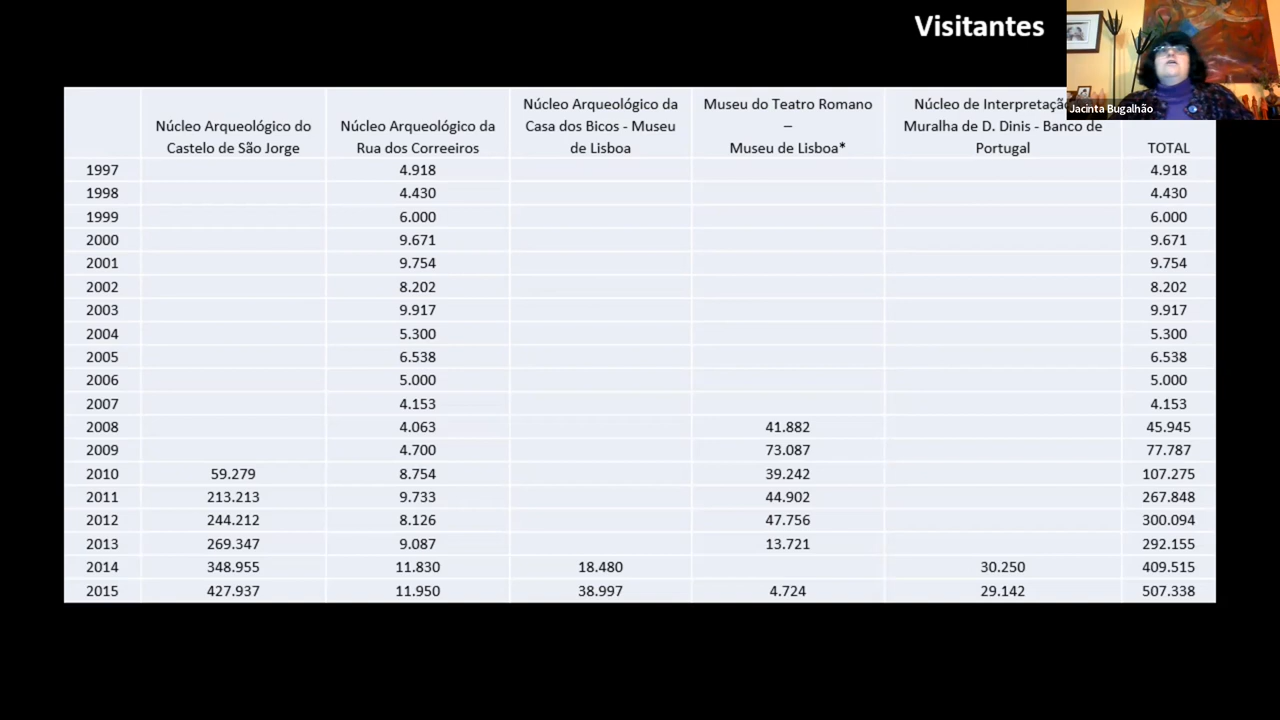 Visitantes
Jacinta Bugalhão
Núcleo Arqueológico do Castelo de São Jorge
Núcleo Arqueológico da Rua dos Correeiros
Núcleo Arqueológico da Casa dos Bicos - Museu de Lisboa
Museu do Teatro Romano – Museu de Lisboa*
Núcleo de Interpretação Muralha de D. Dinis - Banco de Portugal
TOTAL
1997 4.918 4.918
1998 4.430 4.430
1999 6.000 6.000
2000 9.671 9.671
2001 9.754 9.754
2002 8.202 8.202
2003 9.917 9.917
2004 5.300 5.300
2005 6.538 6.538
2006 5.000 5.000
2007 4.153 4.153
2008 4.063 41.882 45.945
2009 4.700 73.087 77.787
2010 59.279 8.754 39.242 107.275
2011 213.213 9.733 44.902 267.848
2012 244.212 8.126 47.756 300.094
2013 269.347 9.087 13.721 292.155
2014 348.955 11.830 18.480 30.250 409.515
2015 427.937 11.950 38.997 4.724 29.142 507.338